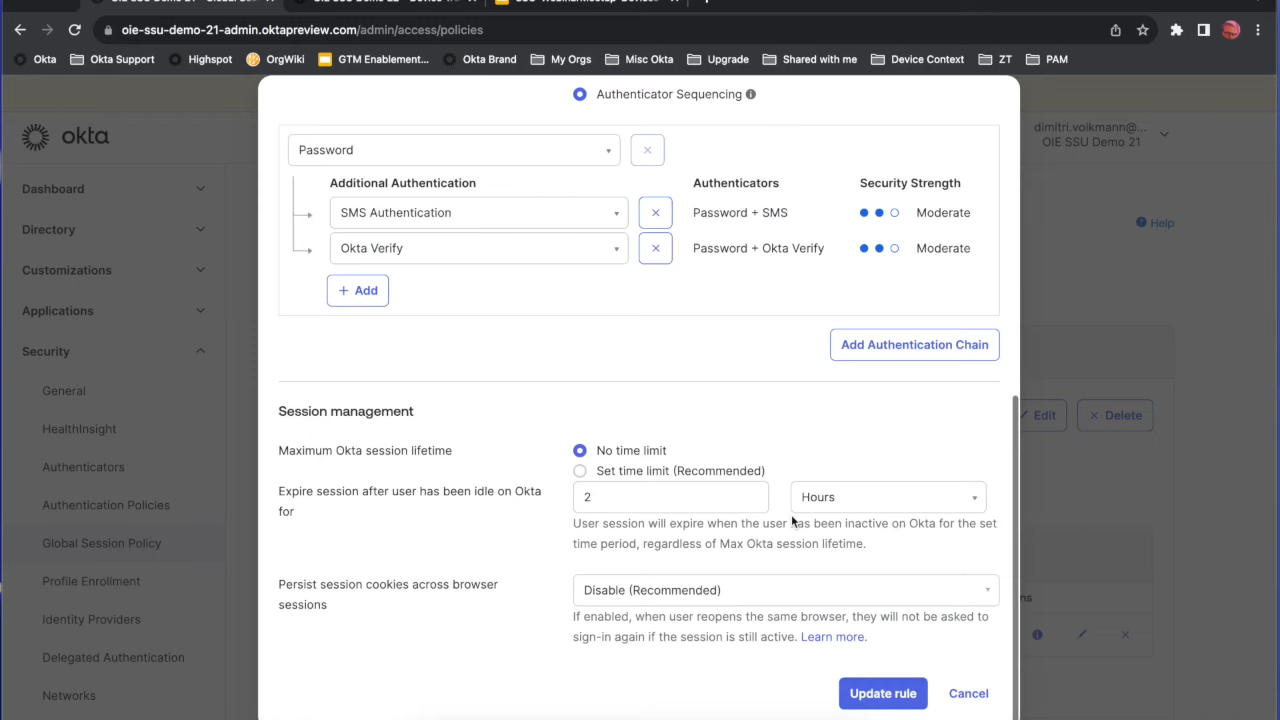 oie-ssu-demo-21-admin.oktapreview.com/admin/access/policies
Okta
Okta Support
Highspot
OrgWiki
GTM Enablement...
Okta Brand
My Orgs
Misc Okta
Upgrade
Shared with me
Device Context
ZT
PAM
okta
dimitri.volkmann@...
OIE SSU Demo 21
Dashboard
Directory
Customizations
Applications
Security
General
HealthInsight
Authenticators
Authentication Policies
Global Session Policy
Profile Enrollment
Identity Providers
Delegated Authentication
Networks
Help
Edit
Delete
ns
Authenticator Sequencing
Password
Additional Authentication
Authenticators
Security Strength
SMS Authentication
Password + SMS
Moderate
Okta Verify
Password + Okta Verify
Moderate
+ Add
Add Authentication Chain
Session management
Maximum Okta session lifetime
No time limit
Set time limit (Recommended)
Expire session after user has been idle on Okta
for
2
Hours
User session will expire when the user has been inactive on Okta for the set
time period, regardless of Max Okta session lifetime.
Persist session cookies across browser
sessions
Disable (Recommended)
If enabled, when user reopens the same browser, they will not be asked to
sign-in again if the session is still active. Learn more.
Update rule
Cancel